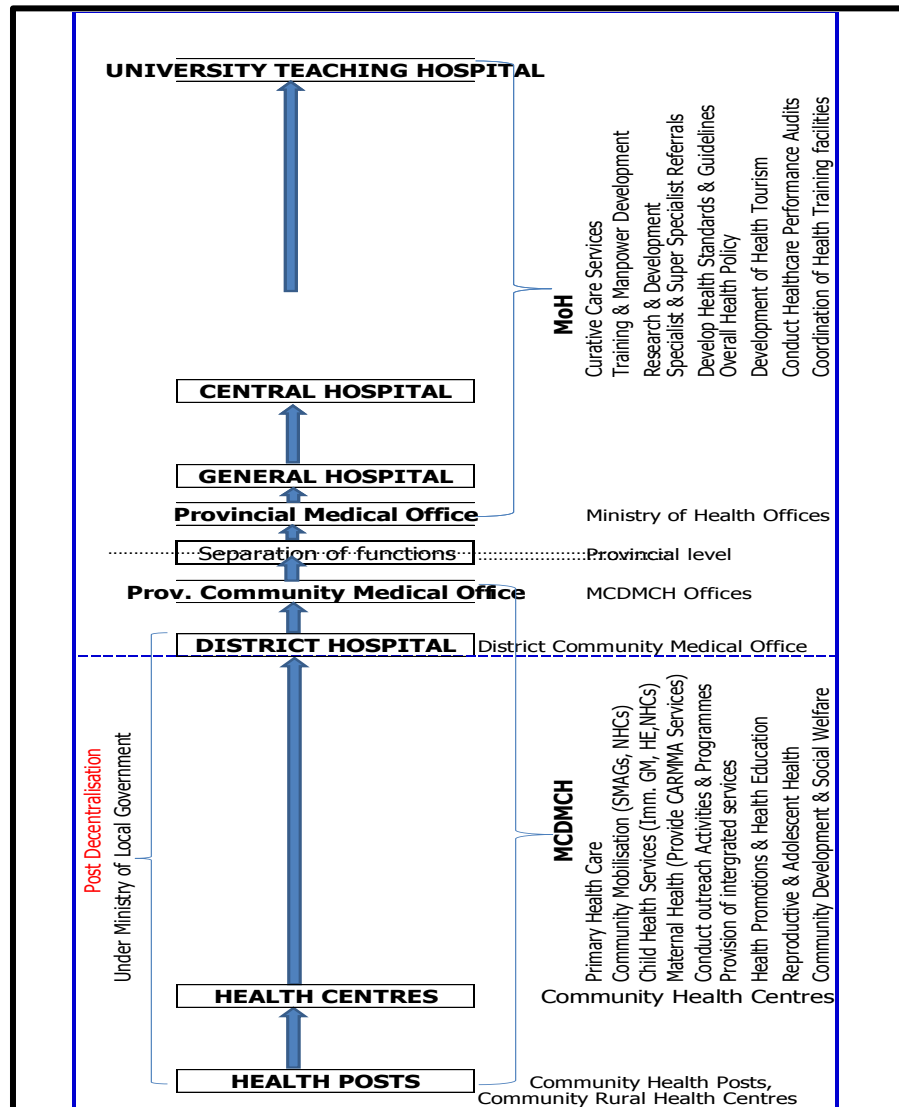 UNIVERSITY TEACHING HOSPITAL
CENTRAL HOSPITAL
GENERAL HOSPITAL
Provincial Medical Office
Ministry of Health Offices
Separation of functions
Provincial level
Prov. Community Medical Office
MCDMCH Offices
DISTRICT HOSPITAL
District Community Medical Office
HEALTH CENTRES
Community Health Centres
HEALTH POSTS
Community Health Posts,
Community Rural Health Centres
MoH
Curative Care Services
Training & Manpower Development
Research & Development
Specialist & Super Specialist Referrals
Develop Health Standards & Guidelines
Overall Health Policy
Development of Health Tourism
Conduct Healthcare Performance Audits
Coordination of Health Training facilities
MCDMCH
Primary Health Care
Community Mobilisation (SMAGs, NHCs)
Child Health Services (Imm. GM, HE,NHCs)
Maternal Health (Provide CARMMA Services)
Conduct outreach Activities & Programmes
Provision of intergrated services
Health Promotions & Health Education
Reproductive & Adolescent Health
Community Development & Social Welfare
Post Decentralisation
Under Ministry of Local Government